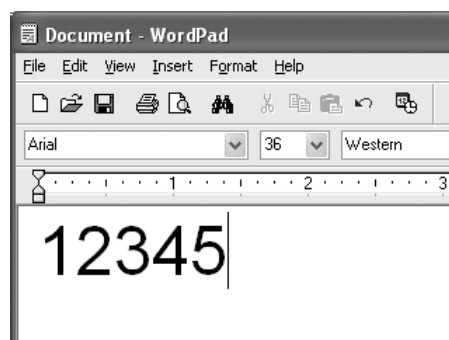 Document - WordPad
File Edit View Insert Format Help
Arial 36 Western
1 2 3
12345